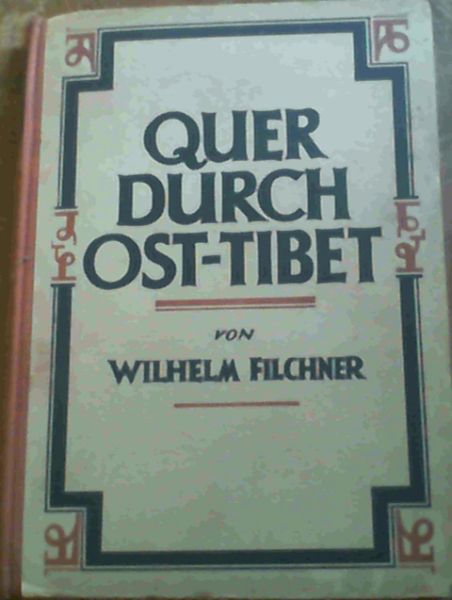 QUER
DURCH
OST-TIBET
VON
WILHELM FILCHNER